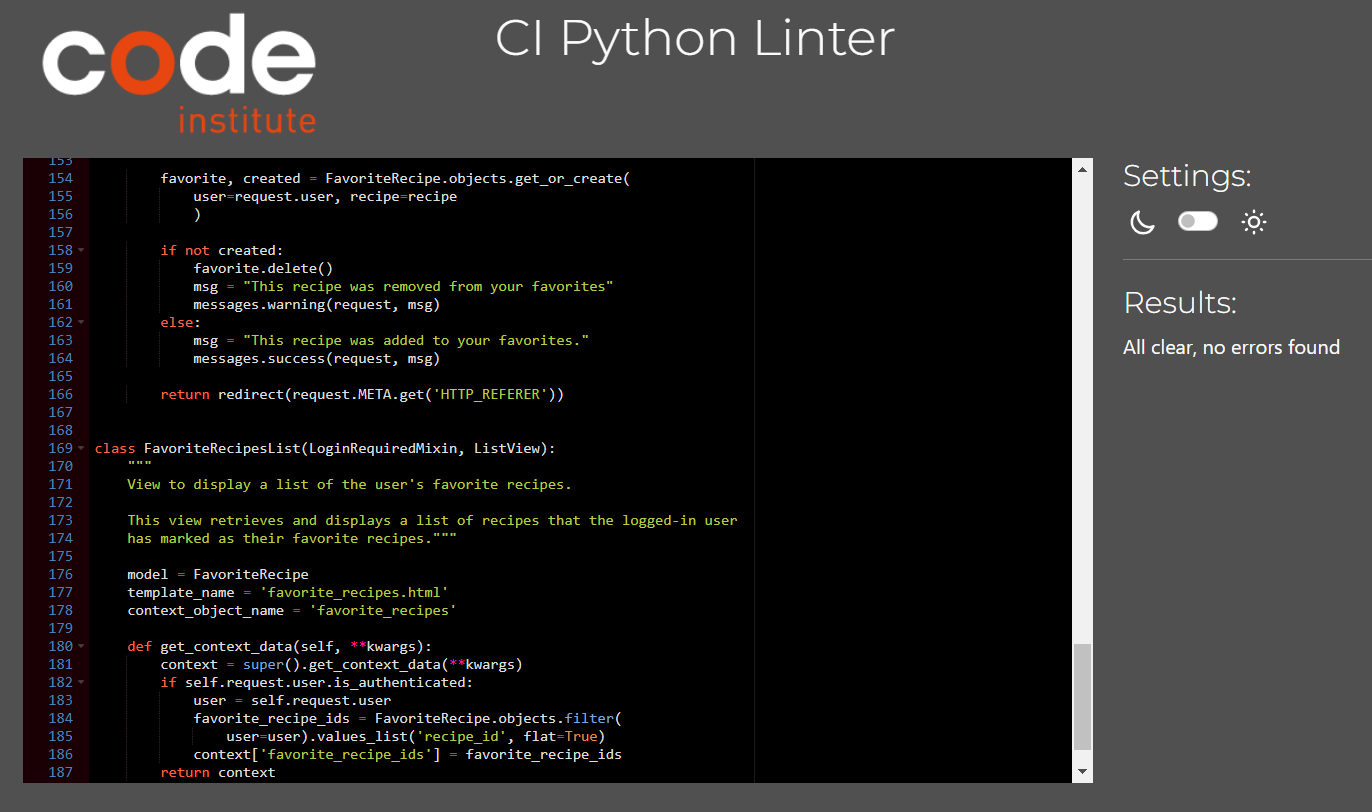 code
institute
CI Python Linter
153
154 favorite, created = FavoriteRecipe.objects.get_or_create(
155 user=request.user, recipe=recipe
156 )
157
158 if not created:
159 favorite.delete()
160 msg = "This recipe was removed from your favorites"
161 messages.warning(request, msg)
162 else:
163 msg = "This recipe was added to your favorites."
164 messages.success(request, msg)
165
166 return redirect(request.META.get('HTTP_REFERER'))
167
168
169 class FavoriteRecipesList(LoginRequiredMixin, ListView):
170 """
171 View to display a list of the user's favorite recipes.
172
173 This view retrieves and displays a list of recipes that the logged-in user
174 has marked as their favorite recipes."""
175
176 model = FavoriteRecipe
177 template_name = 'favorite_recipes.html'
178 context_object_name = 'favorite_recipes'
179
180 def get_context_data(self, **kwargs):
181 context = super().get_context_data(**kwargs)
182 if self.request.user.is_authenticated:
183 user = self.request.user
184 favorite_recipe_ids = FavoriteRecipe.objects.filter(
185 user=user).values_list('recipe_id', flat=True)
186 context['favorite_recipe_ids'] = favorite_recipe_ids
187 return context
Settings:
Results:
All clear, no errors found